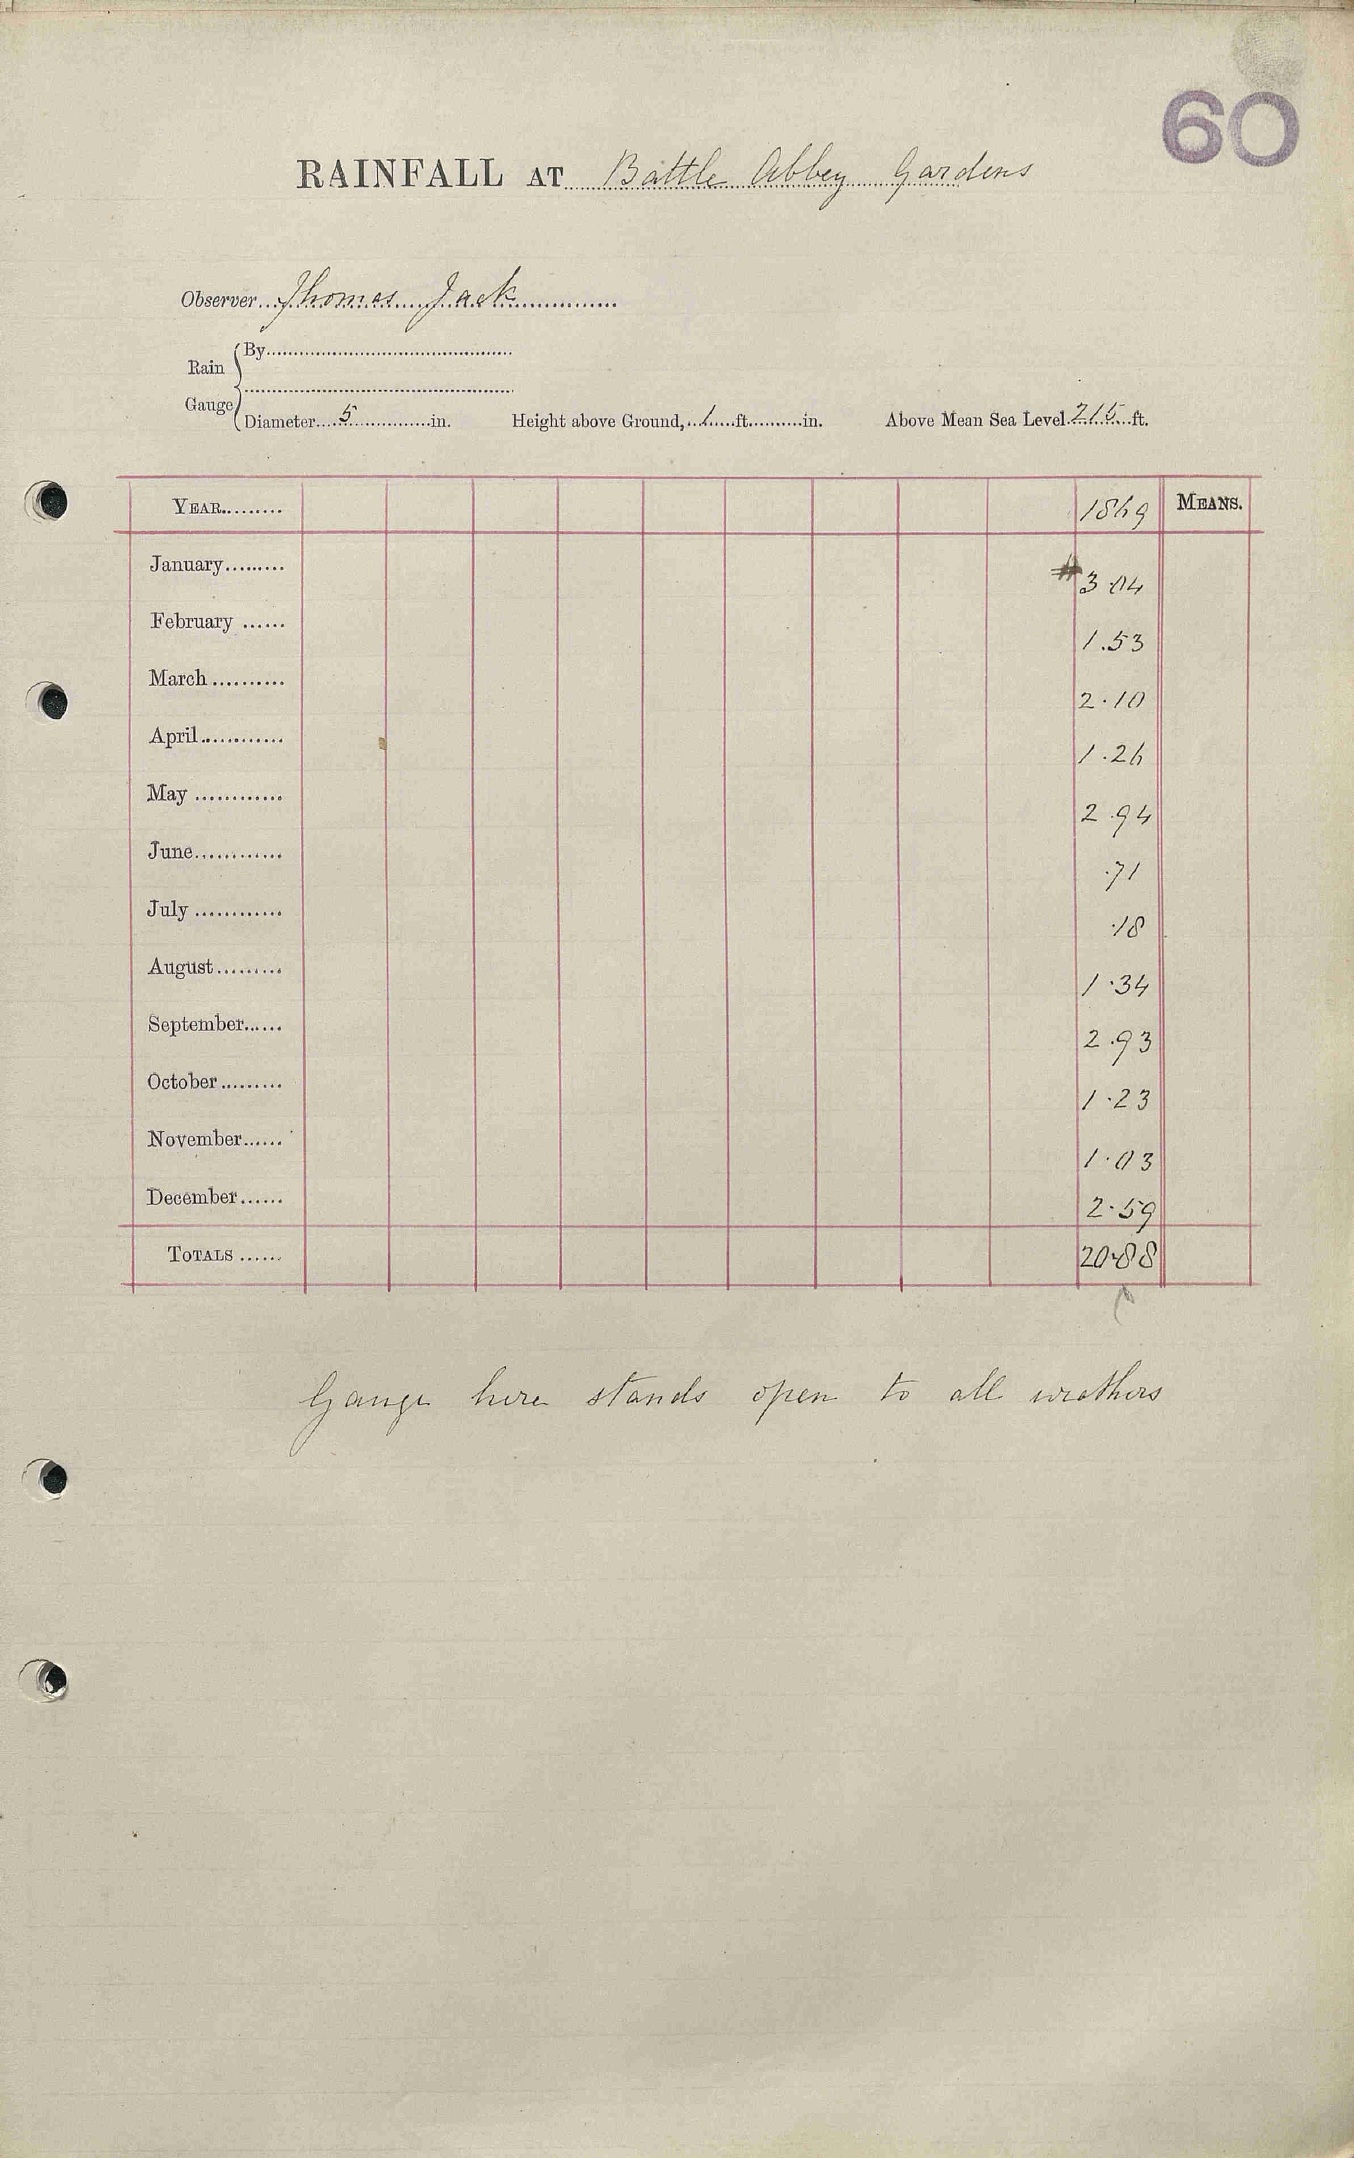 60
RAINFALL AT Battle Abbey Gardens
Observer Thomas Jack
Rain Gauge
By
Diameter 5 in. Height above Ground, 1 ft. in. Above Mean Sea Level 215 ft.
YEAR 1869 MEANS.
January # 3.04
February 1.53
March 2.10
April 1.26
May 2.94
June .71
July .18
August 1.34
September 2.93
October 1.23
November 1.03
December 2.59
TOTALS 20.88
Gauge here stands open to all weathers